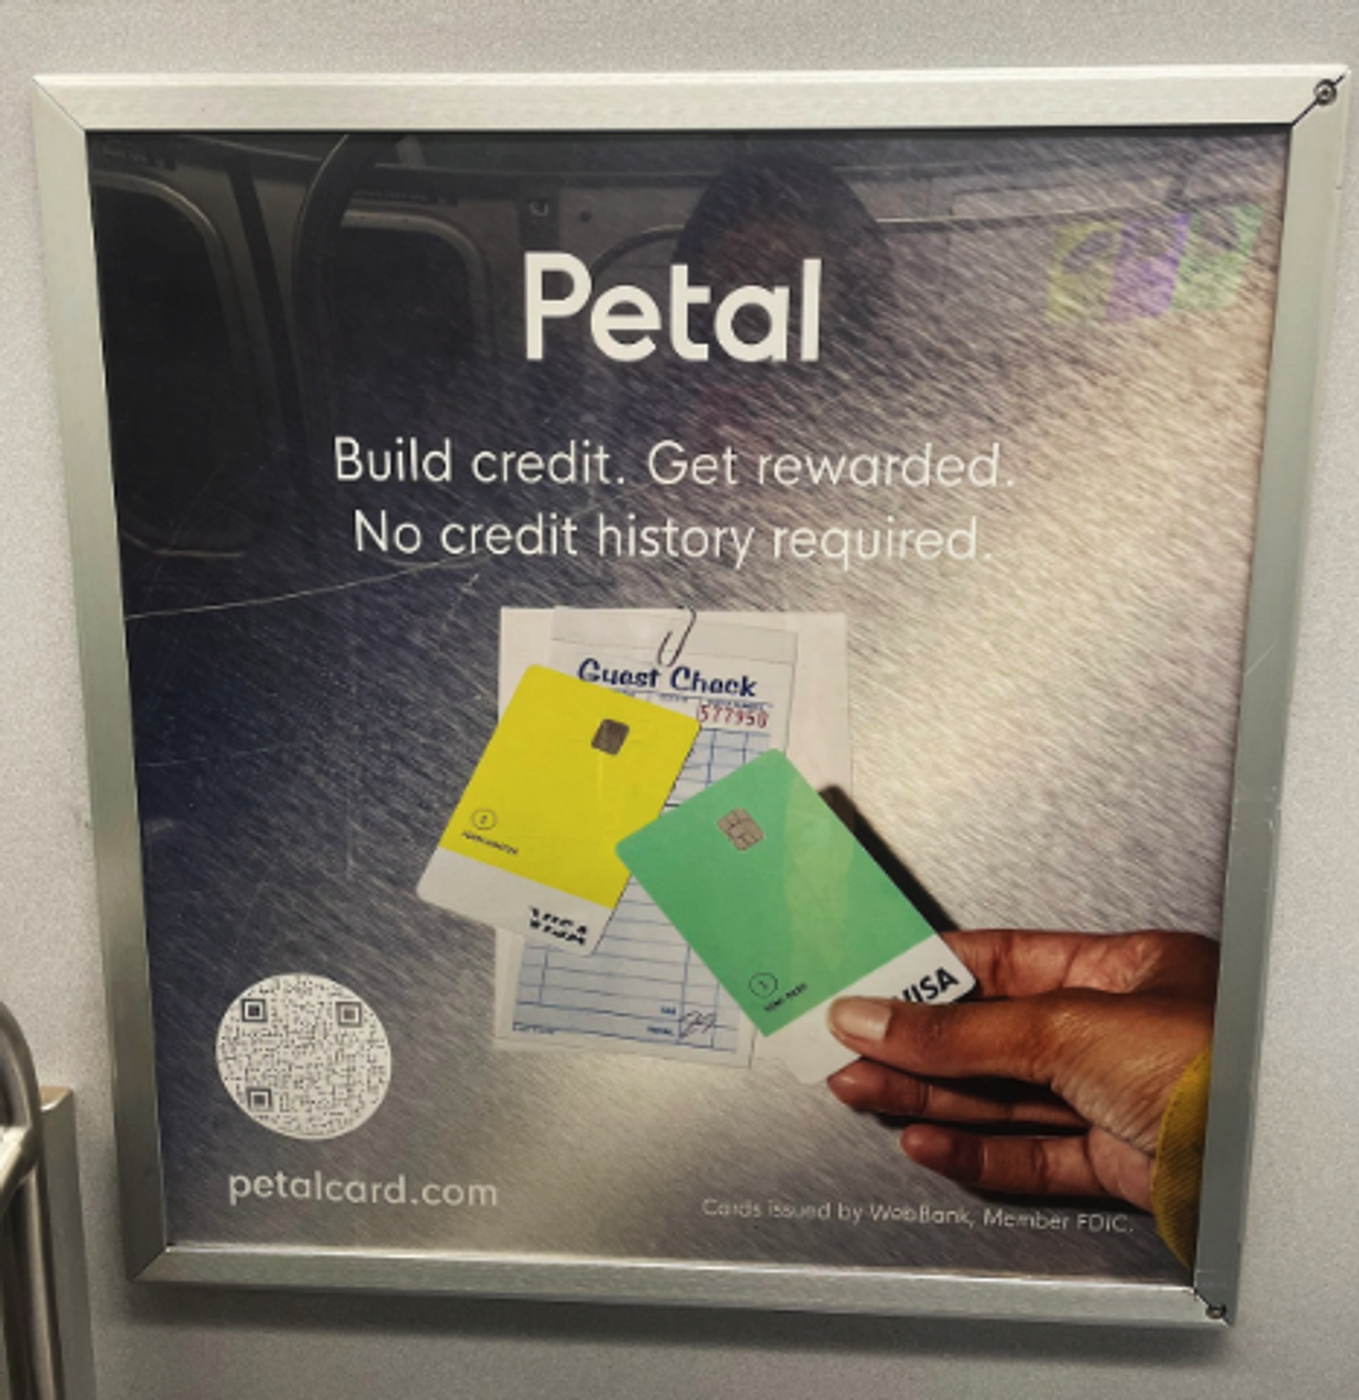 Petal
Build credit. Get rewarded.
No credit history required.
Guest Check
577950
VISA
petalcard.com
Cards issued by WebBank, Member FDIC.